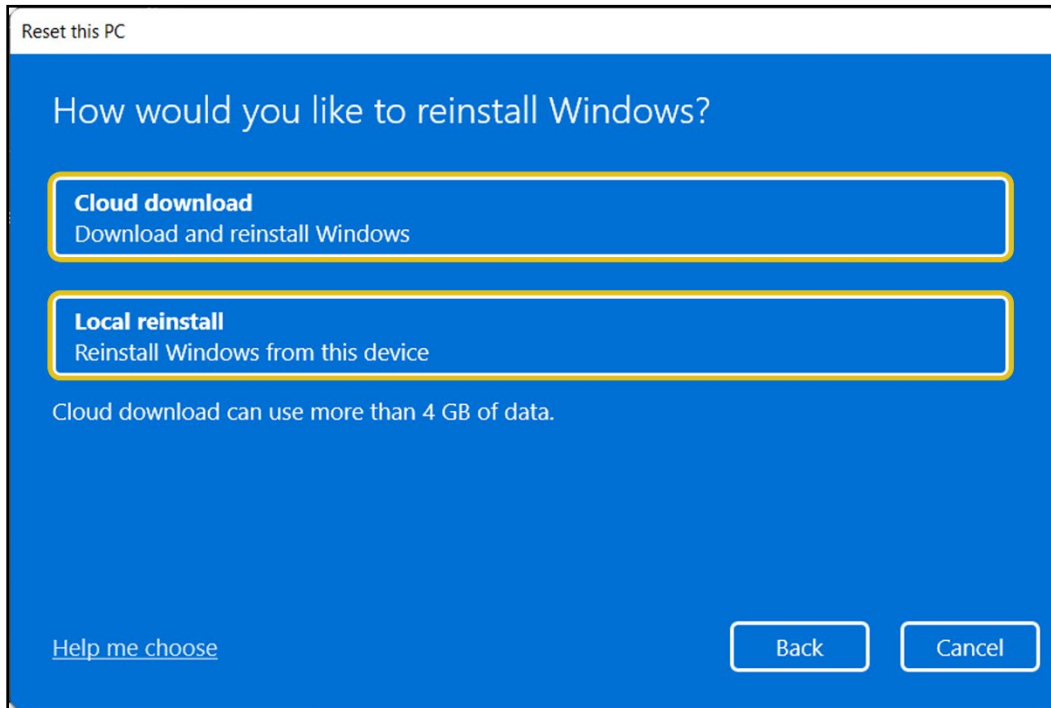 Reset this PC
How would you like to reinstall Windows?
Cloud download
Download and reinstall Windows
Local reinstall
Reinstall Windows from this device
Cloud download can use more than 4 GB of data.
Help me choose
Back
Cancel